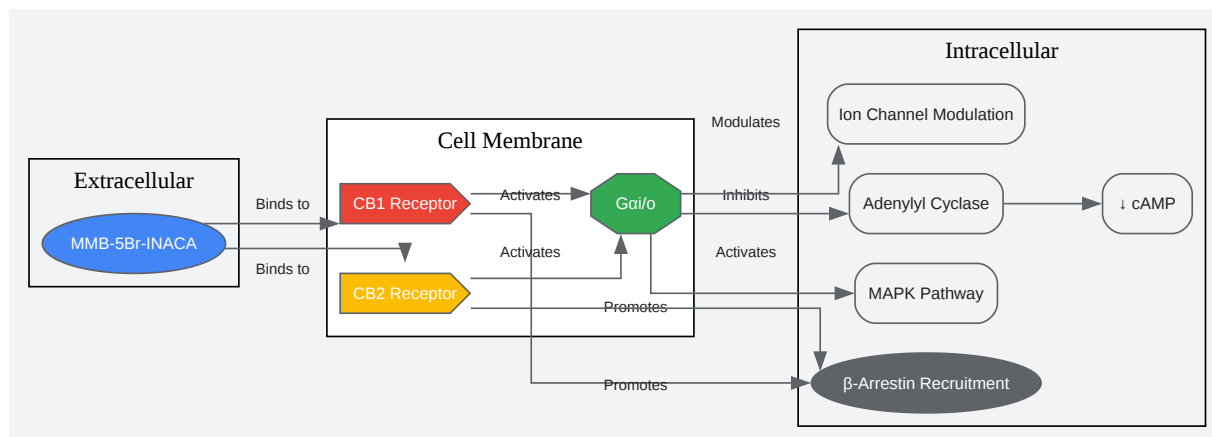 Extracellular
MMB-5Br-INACA
Binds to
Binds to
Cell Membrane
CB1 Receptor
CB2 Receptor
Activates
Activates
Gαi/o
Promotes
Promotes
Modulates
Inhibits
Activates
Intracellular
Ion Channel Modulation
Adenylyl Cyclase
↓ cAMP
MAPK Pathway
β-Arrestin Recruitment